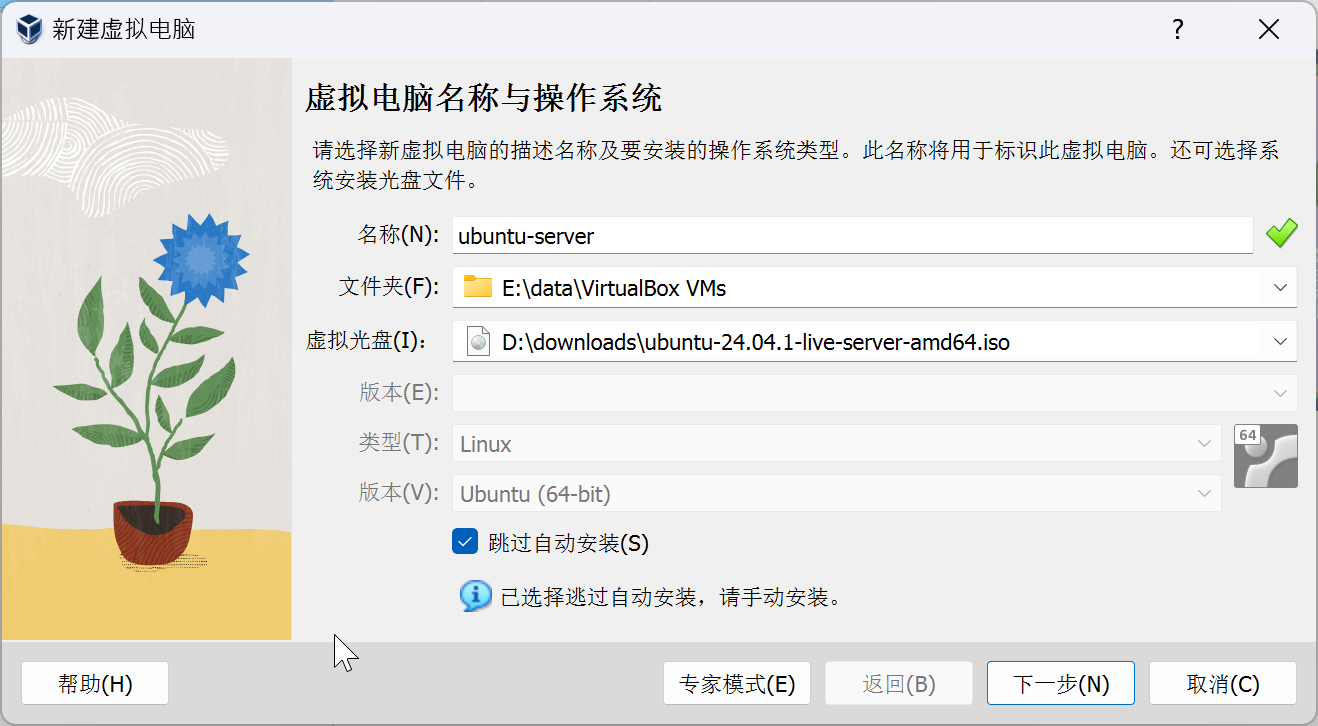 新建虚拟电脑
?
虚拟电脑名称与操作系统
请选择新虚拟电脑的描述名称及要安装的操作系统类型。此名称将用于标识此虚拟电脑。还可选择系
统安装光盘文件。
名称(N): ubuntu-server
文件夹(F): E:\data\VirtualBox VMs
虚拟光盘(I): D:\downloads\ubuntu-24.04.1-live-server-amd64.iso
版本(E):
类型(T): Linux
64
版本(V): Ubuntu (64-bit)
跳过自动安装(S)
已选择逃过自动安装，请手动安装。
帮助(H) 专家模式(E) 返回(B) 下一步(N) 取消(C)